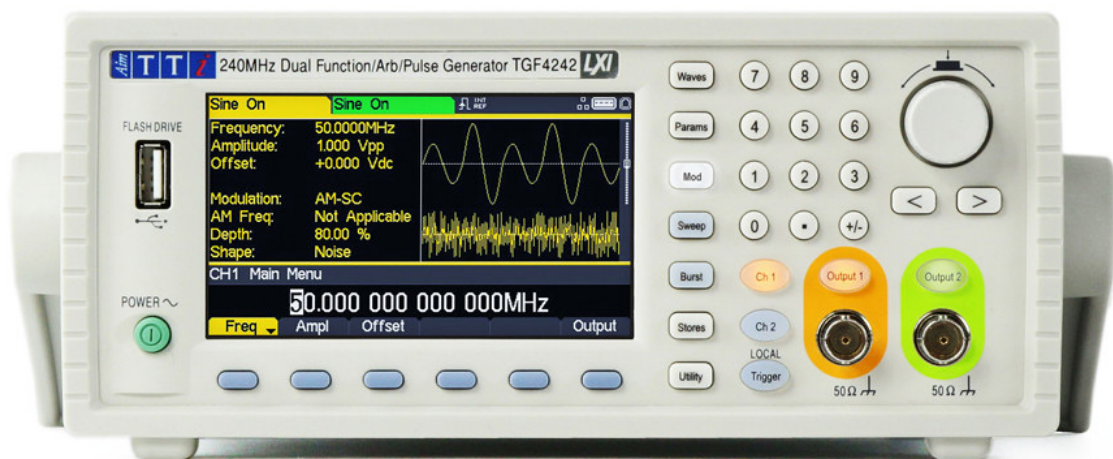 Aim TTi 240MHz Dual Function/Arb/Pulse Generator TGF4242 LXI
FLASH DRIVE
POWER
Sine On Sine On INT REF
Frequency: 50.0000MHz
Amplitude: 1.000 Vpp
Offset: +0.000 Vdc
Modulation: AM-SC
AM Freq: Not Applicable
Depth: 80.00 %
Shape: Noise
CH1 Main Menu
50.000 000 000 000MHz
Freq Ampl Offset Output
Waves 7 8 9
Params 4 5 6
Mod 1 2 3
Sweep 0 . +/-
< >
Burst Ch 1 Output 1 Output 2
Stores Ch 2
LOCAL
Utility Trigger
50Ω 50Ω